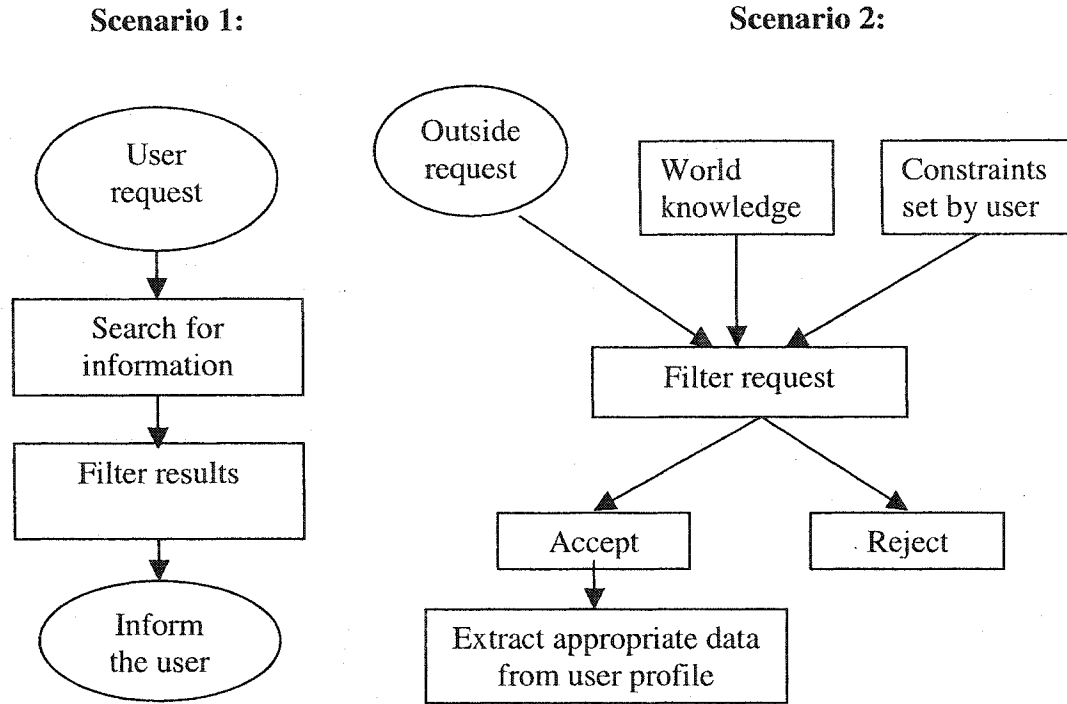 Scenario 1:
User
request
Search for
information
Filter results
Inform
the user
Scenario 2:
Outside
request
World
knowledge
Constraints
set by user
Filter request
Accept
Reject
Extract appropriate data
from user profile